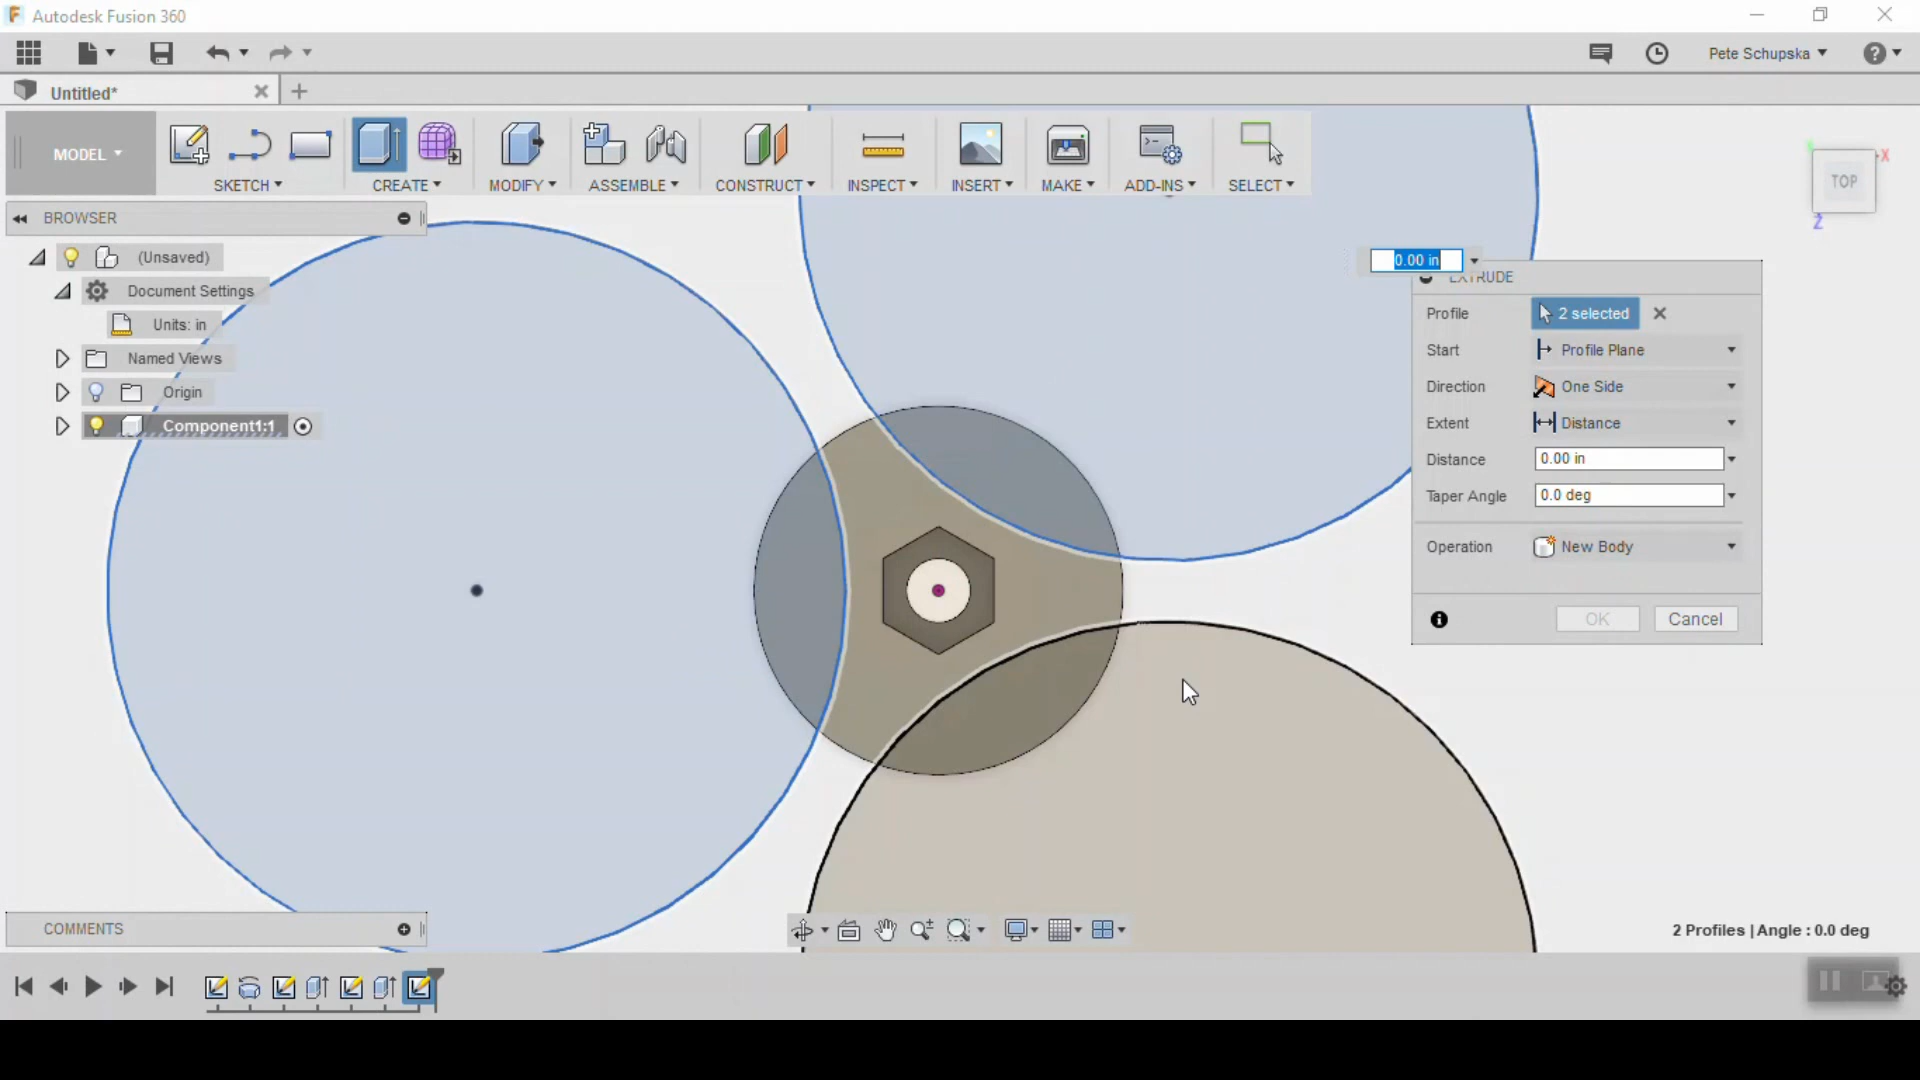 Autodesk Fusion 360
Pete Schupska
Untitled*
MODEL
SKETCH
CREATE
MODIFY
ASSEMBLE
CONSTRUCT
INSPECT
INSERT
MAKE
ADD-INS
SELECT
TOP
X
Z
BROWSER
(Unsaved)
Document Settings
Units: in
Named Views
Origin
Component1:1
0.00 in
EXTRUDE
Profile 2 selected
Start Profile Plane
Direction One Side
Extent Distance
Distance 0.00 in
Taper Angle 0.0 deg
Operation New Body
OK Cancel
COMMENTS
2 Profiles | Angle : 0.0 deg